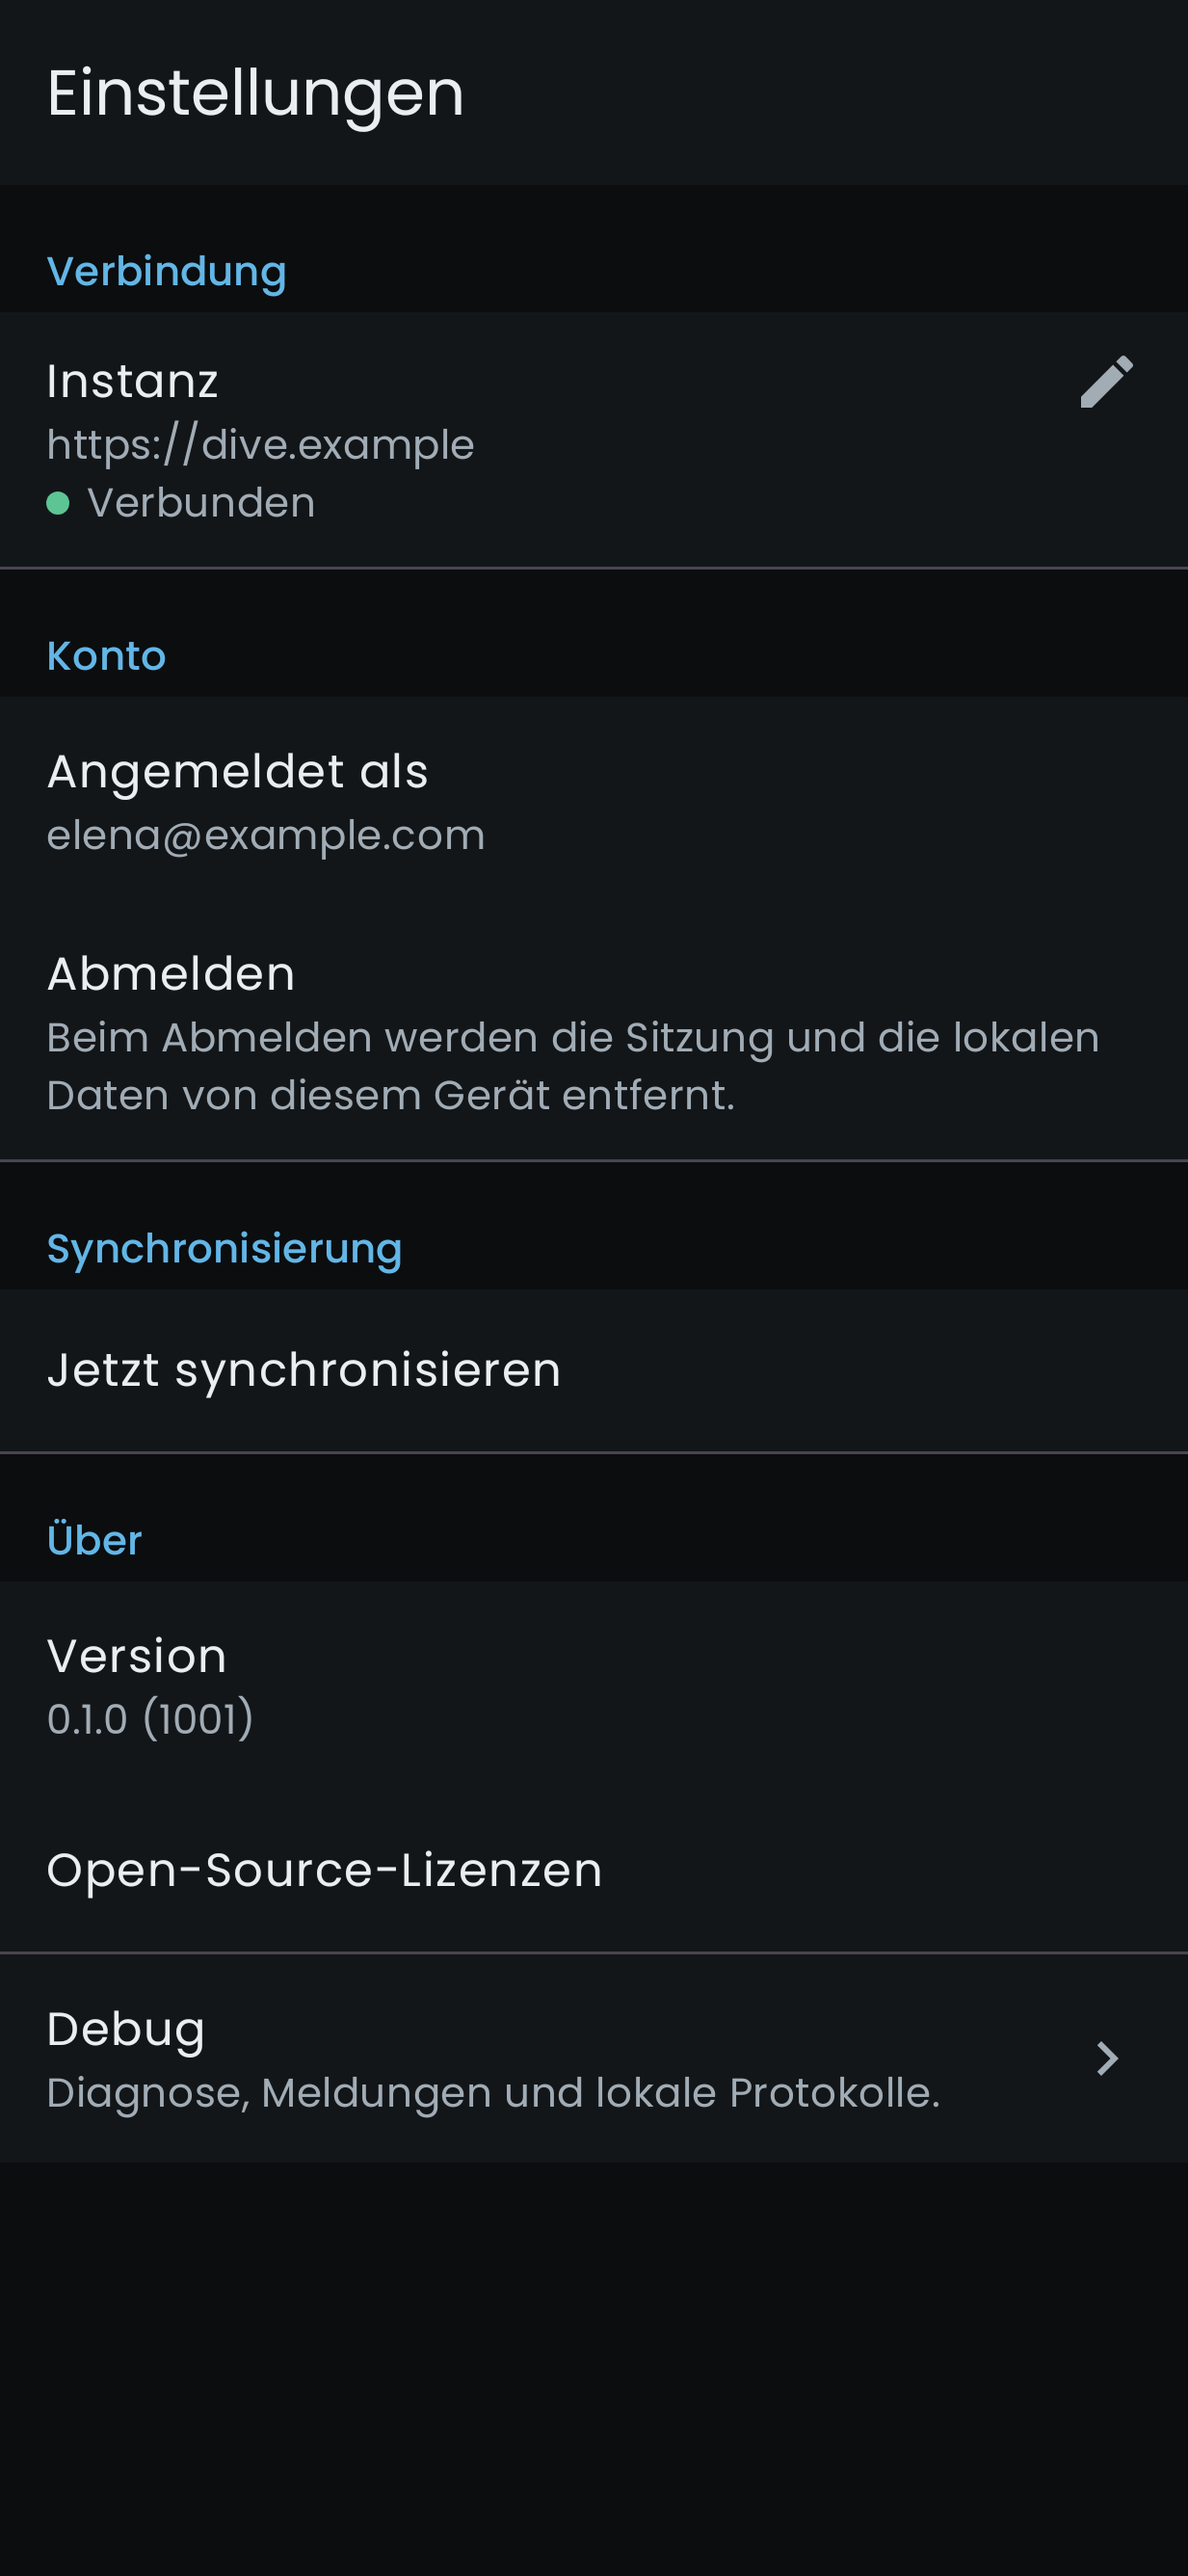 Einstellungen
Verbindung
Instanz
https://dive.example
Verbunden
Konto
Angemeldet als
elena@example.com
Abmelden
Beim Abmelden werden die Sitzung und die lokalen
Daten von diesem Gerät entfernt.
Synchronisierung
Jetzt synchronisieren
Über
Version
0.1.0 (1001)
Open-Source-Lizenzen
Debug
Diagnose, Meldungen und lokale Protokolle.